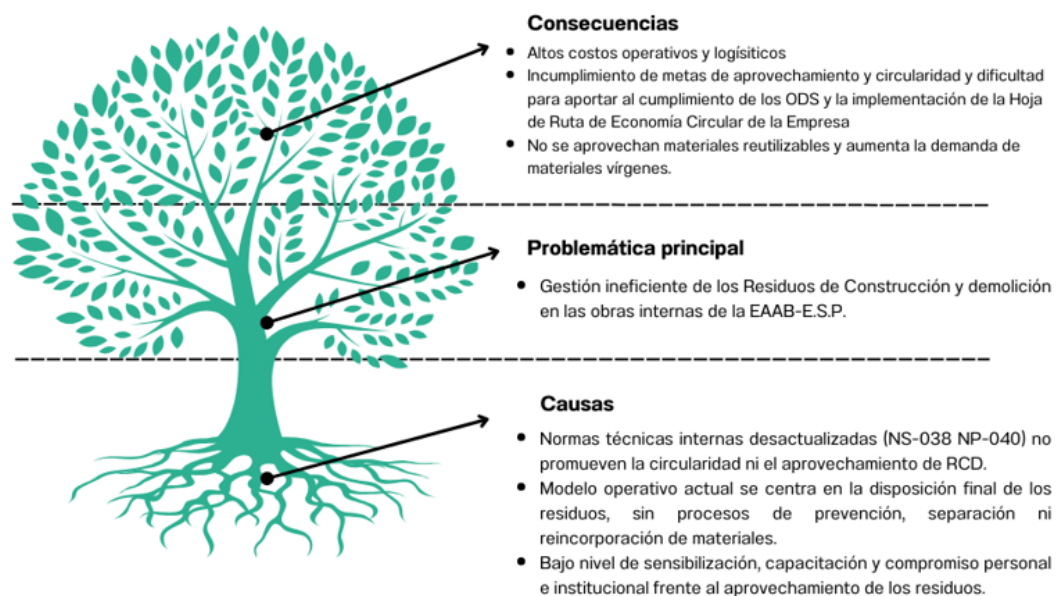 Consecuencias
• Altos costos operativos y logísiticos
• Incumplimiento de metas de aprovechamiento y circularidad y dificultad
para aportar al cumplimiento de los ODS y la implementación de la Hoja
de Ruta de Economía Circular de la Empresa
• No se aprovechan materiales reutilizables y aumenta la demanda de
materiales vírgenes.
Problemática principal
• Gestión ineficiente de los Residuos de Construcción y demolición
en las obras internas de la EAAB-E.S.P.
Causas
• Normas técnicas internas desactualizadas (NS-038 NP-040) no
promueven la circularidad ni el aprovechamiento de RCD.
• Modelo operativo actual se centra en la disposición final de los
residuos, sin procesos de prevención, separación ni
reincorporación de materiales.
• Bajo nivel de sensibilización, capacitación y compromiso personal
e institucional frente al aprovechamiento de los residuos.